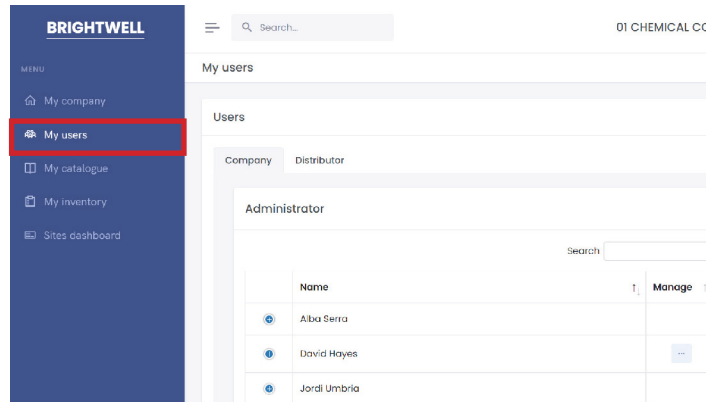 BRIGHTWELL
Search...
01 CHEMICAL CO
MENU
My users
My company
Users
My users
Company
Distributor
My catalogue
My inventory
Administrator
Sites dashboard
Search
Name
Manage
Alba Serra
David Hayes
...
Jordi Umbria